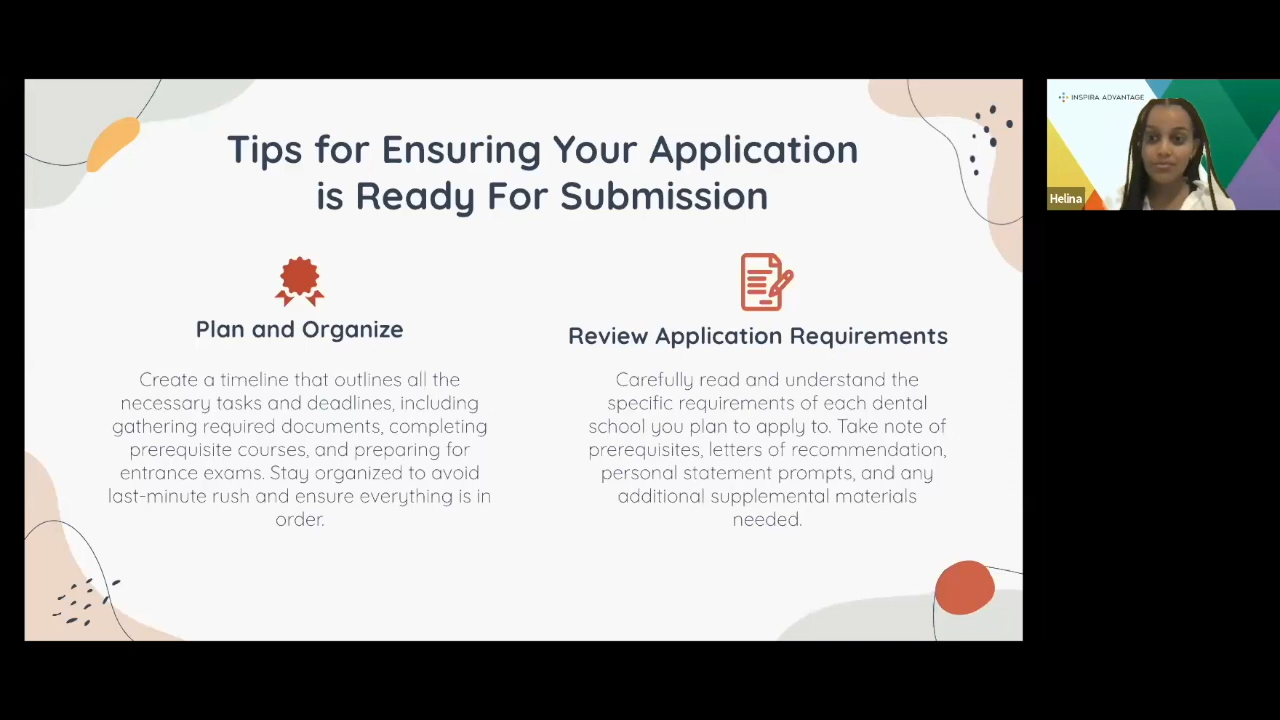 Tips for Ensuring Your Application
is Ready For Submission
Plan and Organize
Create a timeline that outlines all the
necessary tasks and deadlines, including
gathering required documents, completing
prerequisite courses, and preparing for
entrance exams. Stay organized to avoid
last-minute rush and ensure everything is in
order.
Review Application Requirements
Carefully read and understand the
specific requirements of each dental
school you plan to apply to. Take note of
prerequisites, letters of recommendation,
personal statement prompts, and any
additional supplemental materials
needed.
INSPIRA ADVANTAGE
Helina